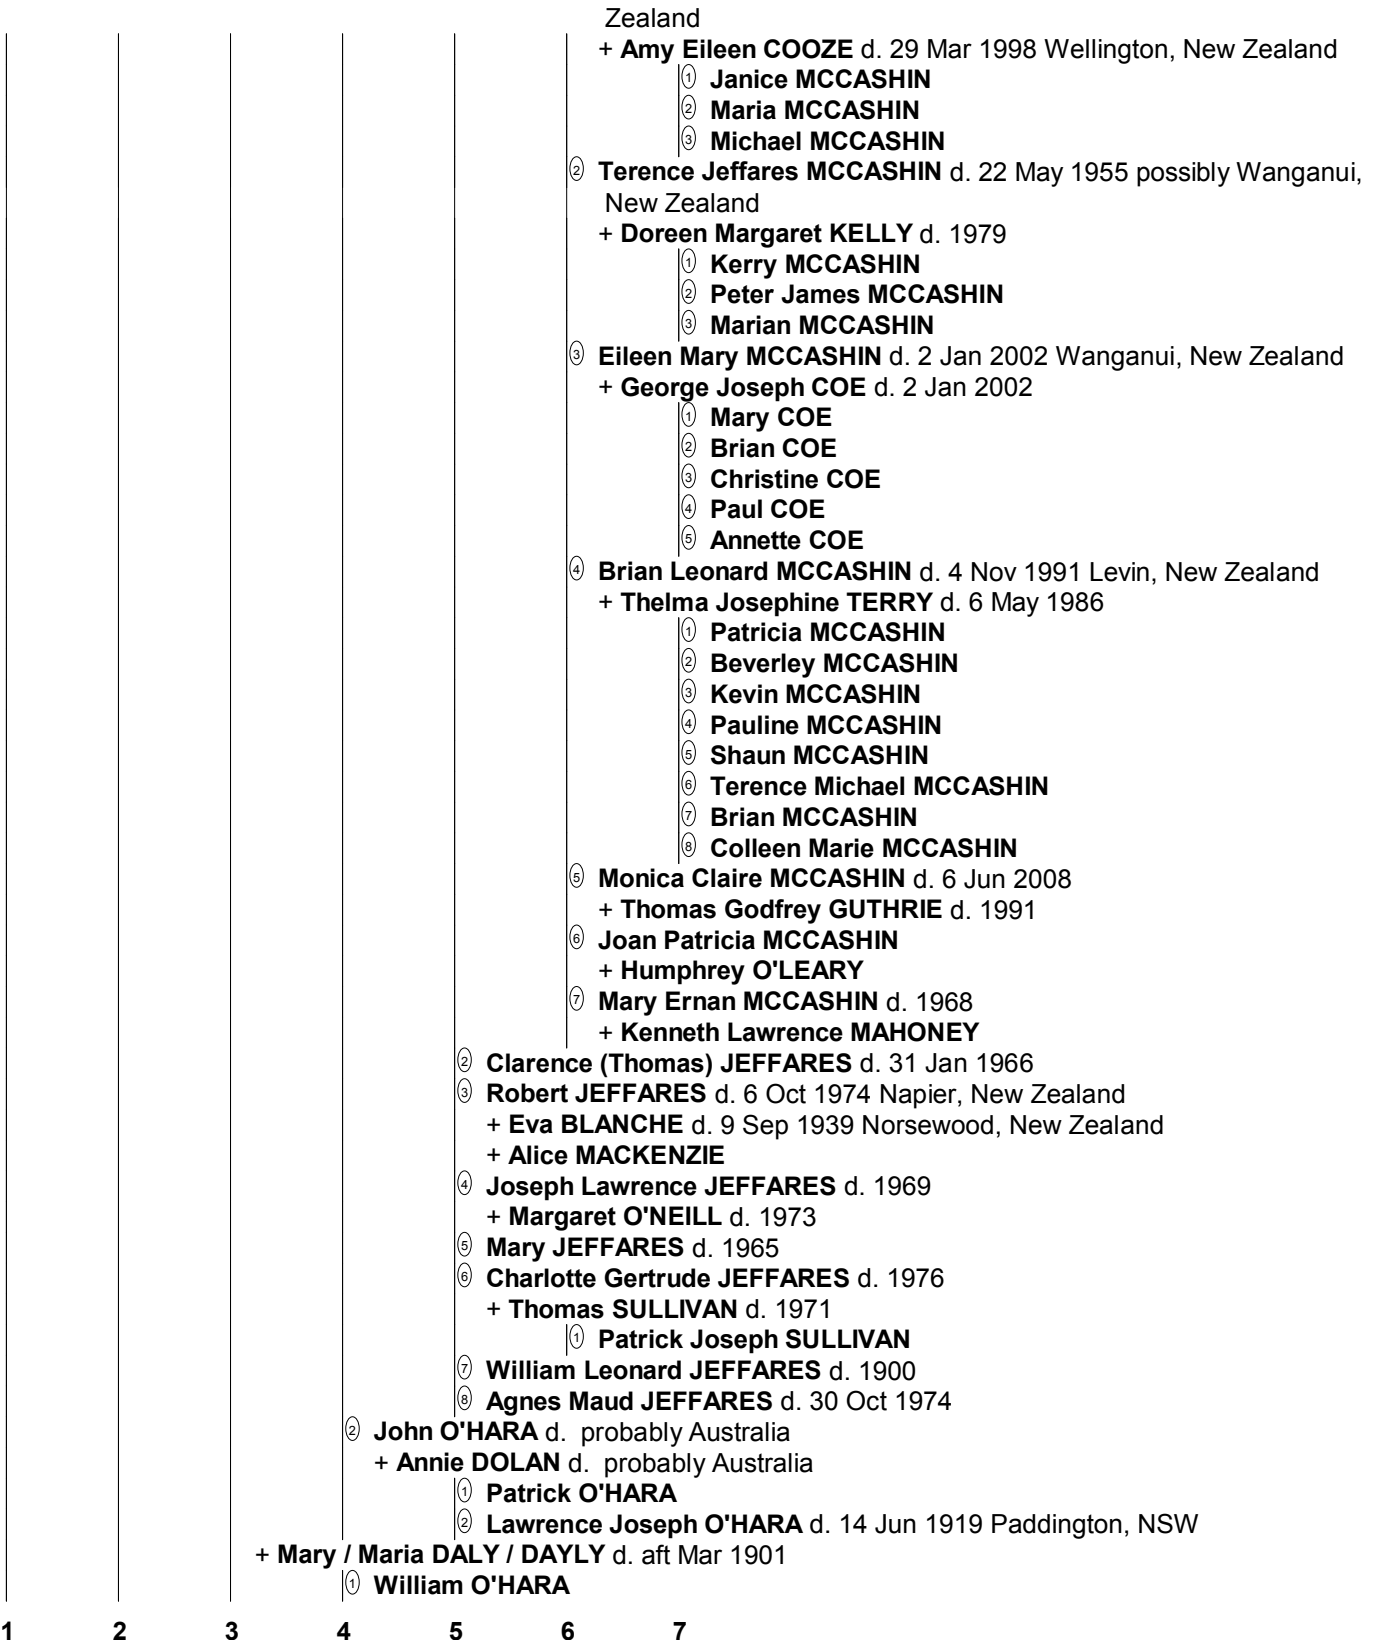 Zealand
+ Amy Eileen COOZE d. 29 Mar 1998 Wellington, New Zealand
1 Janice MCCASHIN
2 Maria MCCASHIN
3 Michael MCCASHIN
2 Terence Jeffares MCCASHIN d. 22 May 1955 possibly Wanganui,
New Zealand
+ Doreen Margaret KELLY d. 1979
1 Kerry MCCASHIN
2 Peter James MCCASHIN
3 Marian MCCASHIN
3 Eileen Mary MCCASHIN d. 2 Jan 2002 Wanganui, New Zealand
+ George Joseph COE d. 2 Jan 2002
1 Mary COE
2 Brian COE
3 Christine COE
4 Paul COE
5 Annette COE
4 Brian Leonard MCCASHIN d. 4 Nov 1991 Levin, New Zealand
+ Thelma Josephine TERRY d. 6 May 1986
1 Patricia MCCASHIN
2 Beverley MCCASHIN
3 Kevin MCCASHIN
4 Pauline MCCASHIN
5 Shaun MCCASHIN
6 Terence Michael MCCASHIN
7 Brian MCCASHIN
8 Colleen Marie MCCASHIN
5 Monica Claire MCCASHIN d. 6 Jun 2008
+ Thomas Godfrey GUTHRIE d. 1991
6 Joan Patricia MCCASHIN
+ Humphrey O'LEARY
7 Mary Ernan MCCASHIN d. 1968
+ Kenneth Lawrence MAHONEY
2 Clarence (Thomas) JEFFARES d. 31 Jan 1966
3 Robert JEFFARES d. 6 Oct 1974 Napier, New Zealand
+ Eva BLANCHE d. 9 Sep 1939 Norsewood, New Zealand
+ Alice MACKENZIE
4 Joseph Lawrence JEFFARES d. 1969
+ Margaret O'NEILL d. 1973
5 Mary JEFFARES d. 1965
6 Charlotte Gertrude JEFFARES d. 1976
+ Thomas SULLIVAN d. 1971
1 Patrick Joseph SULLIVAN
7 William Leonard JEFFARES d. 1900
8 Agnes Maud JEFFARES d. 30 Oct 1974
2 John O'HARA d. probably Australia
+ Annie DOLAN d. probably Australia
1 Patrick O'HARA
2 Lawrence Joseph O'HARA d. 14 Jun 1919 Paddington, NSW
+ Mary / Maria DALY / DAYLY d. aft Mar 1901
1 William O'HARA
1 2 3 4 5 6 7